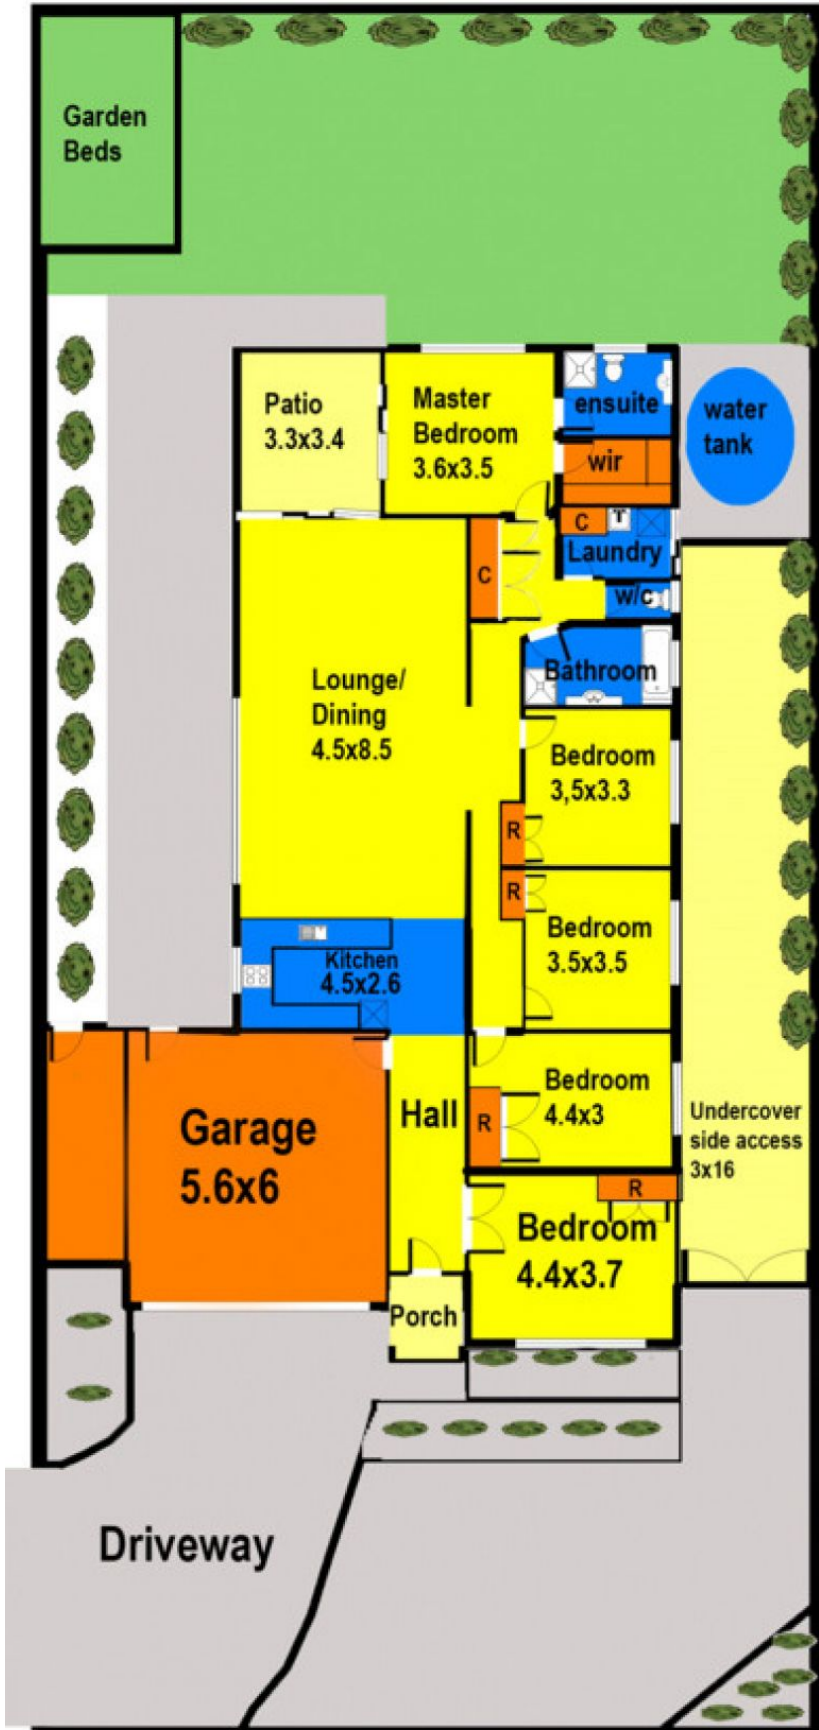 Garden
Beds
Patio
3.3x3.4
Master
Bedroom
3.6x3.5
ensuite
wir
water
tank
C
T
Laundry
C
w/c
Bathroom
Lounge/
Dining
4.5x8.5
Bedroom
3,5x3.3
R
R
Bedroom
3.5x3.5
Kitchen
4.5x2.6
Bedroom
4.4x3
R
Hall
Garage
5.6x6
Undercover
side access
3x16
R
Bedroom
4.4x3.7
Porch
Driveway